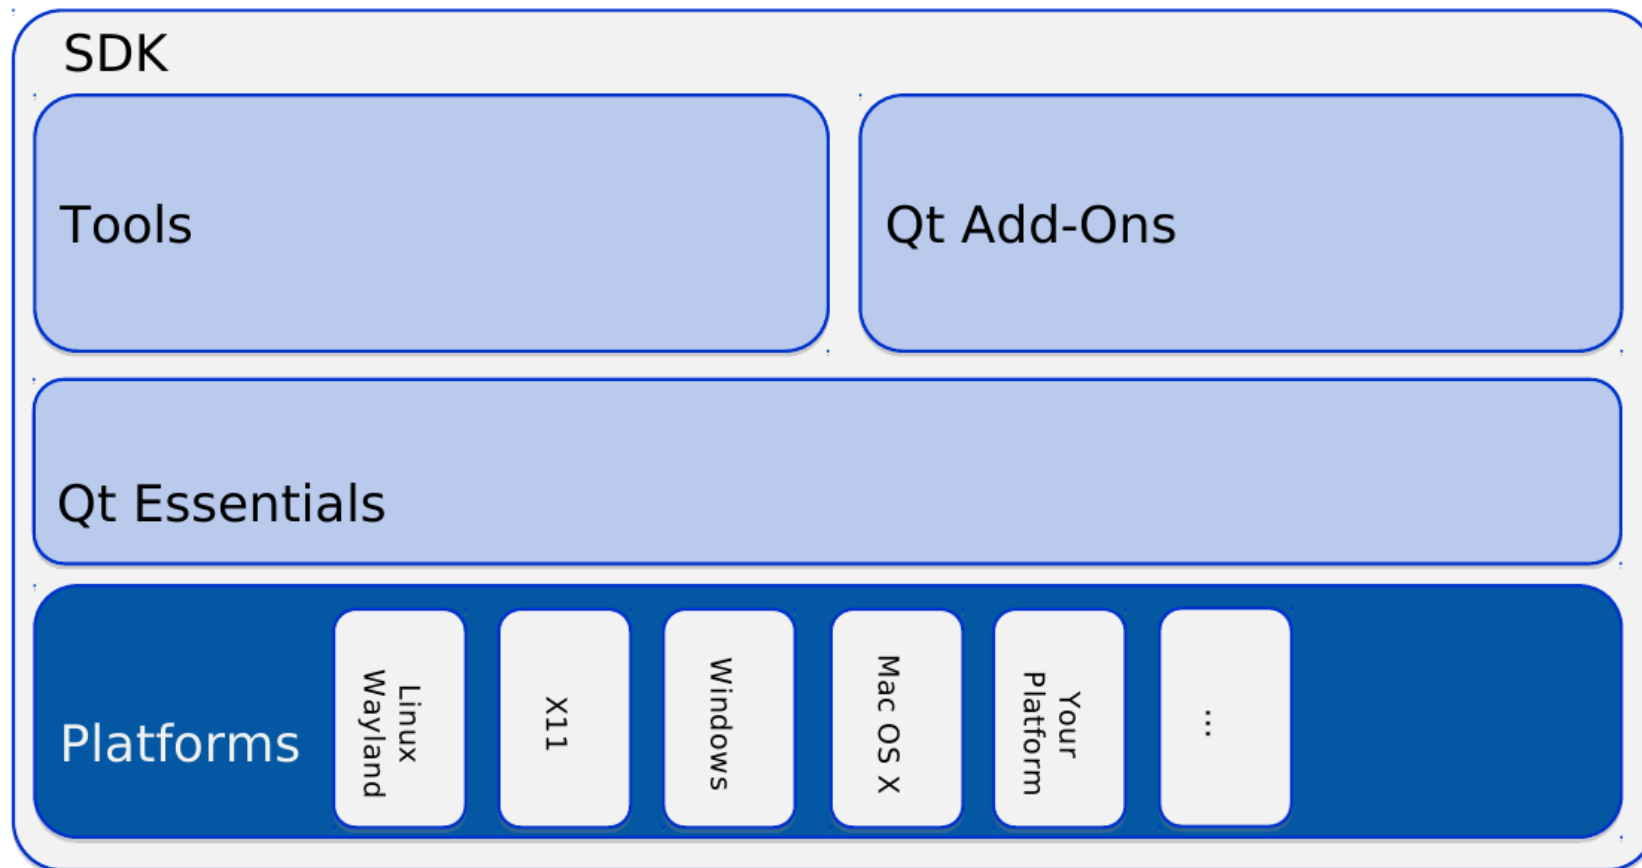 SDK
Tools
Qt Add-Ons
Qt Essentials
Platforms
Linux
Wayland
X11
Windows
Mac OS X
Your
Platform
...